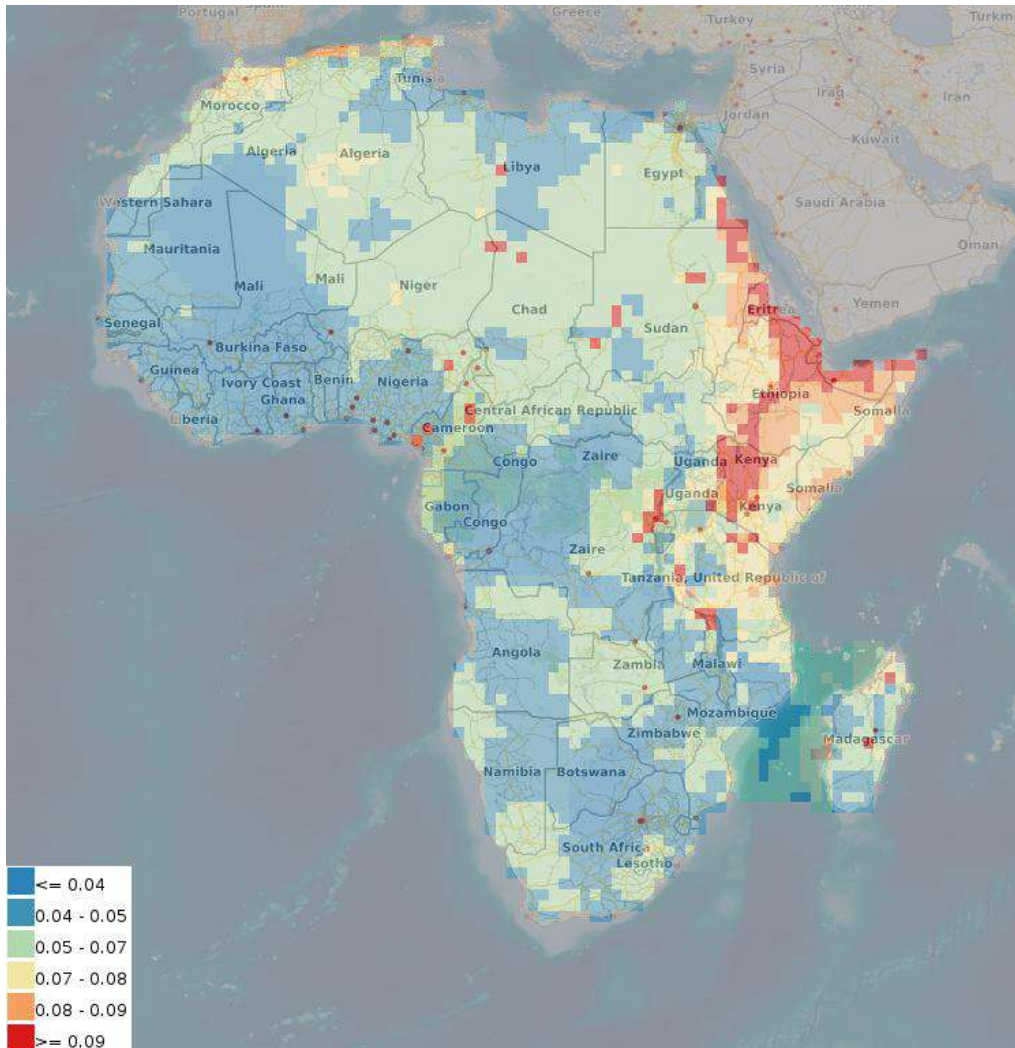 Portugal
Greece
Turkey
Syria
Iraq
Iran
Jordan
Kuwait
Saudi Arabia
Oman
Yemen
Tunisia
Morocco
Algeria
Algeria
Libya
Egypt
Western Sahara
Mauritania
Mali
Mali
Niger
Chad
Sudan
Eritrea
Senegal
Burkina Faso
Guinea
Ivory Coast
Benin
Nigeria
Ghana
Liberia
Ethiopia
Somalia
Central African Republic
Cameroon
Congo
Zaire
Uganda
Kenya
Somalia
Uganda
Kenya
Gabon
Congo
Zaire
Tanzania, United Republic of
Angola
Zambia
Malawi
Mozambique
Zimbabwe
Madagascar
Namibia
Botswana
South Africa
Lesotho
<= 0.04
0.04 - 0.05
0.05 - 0.07
0.07 - 0.08
0.08 - 0.09
>= 0.09